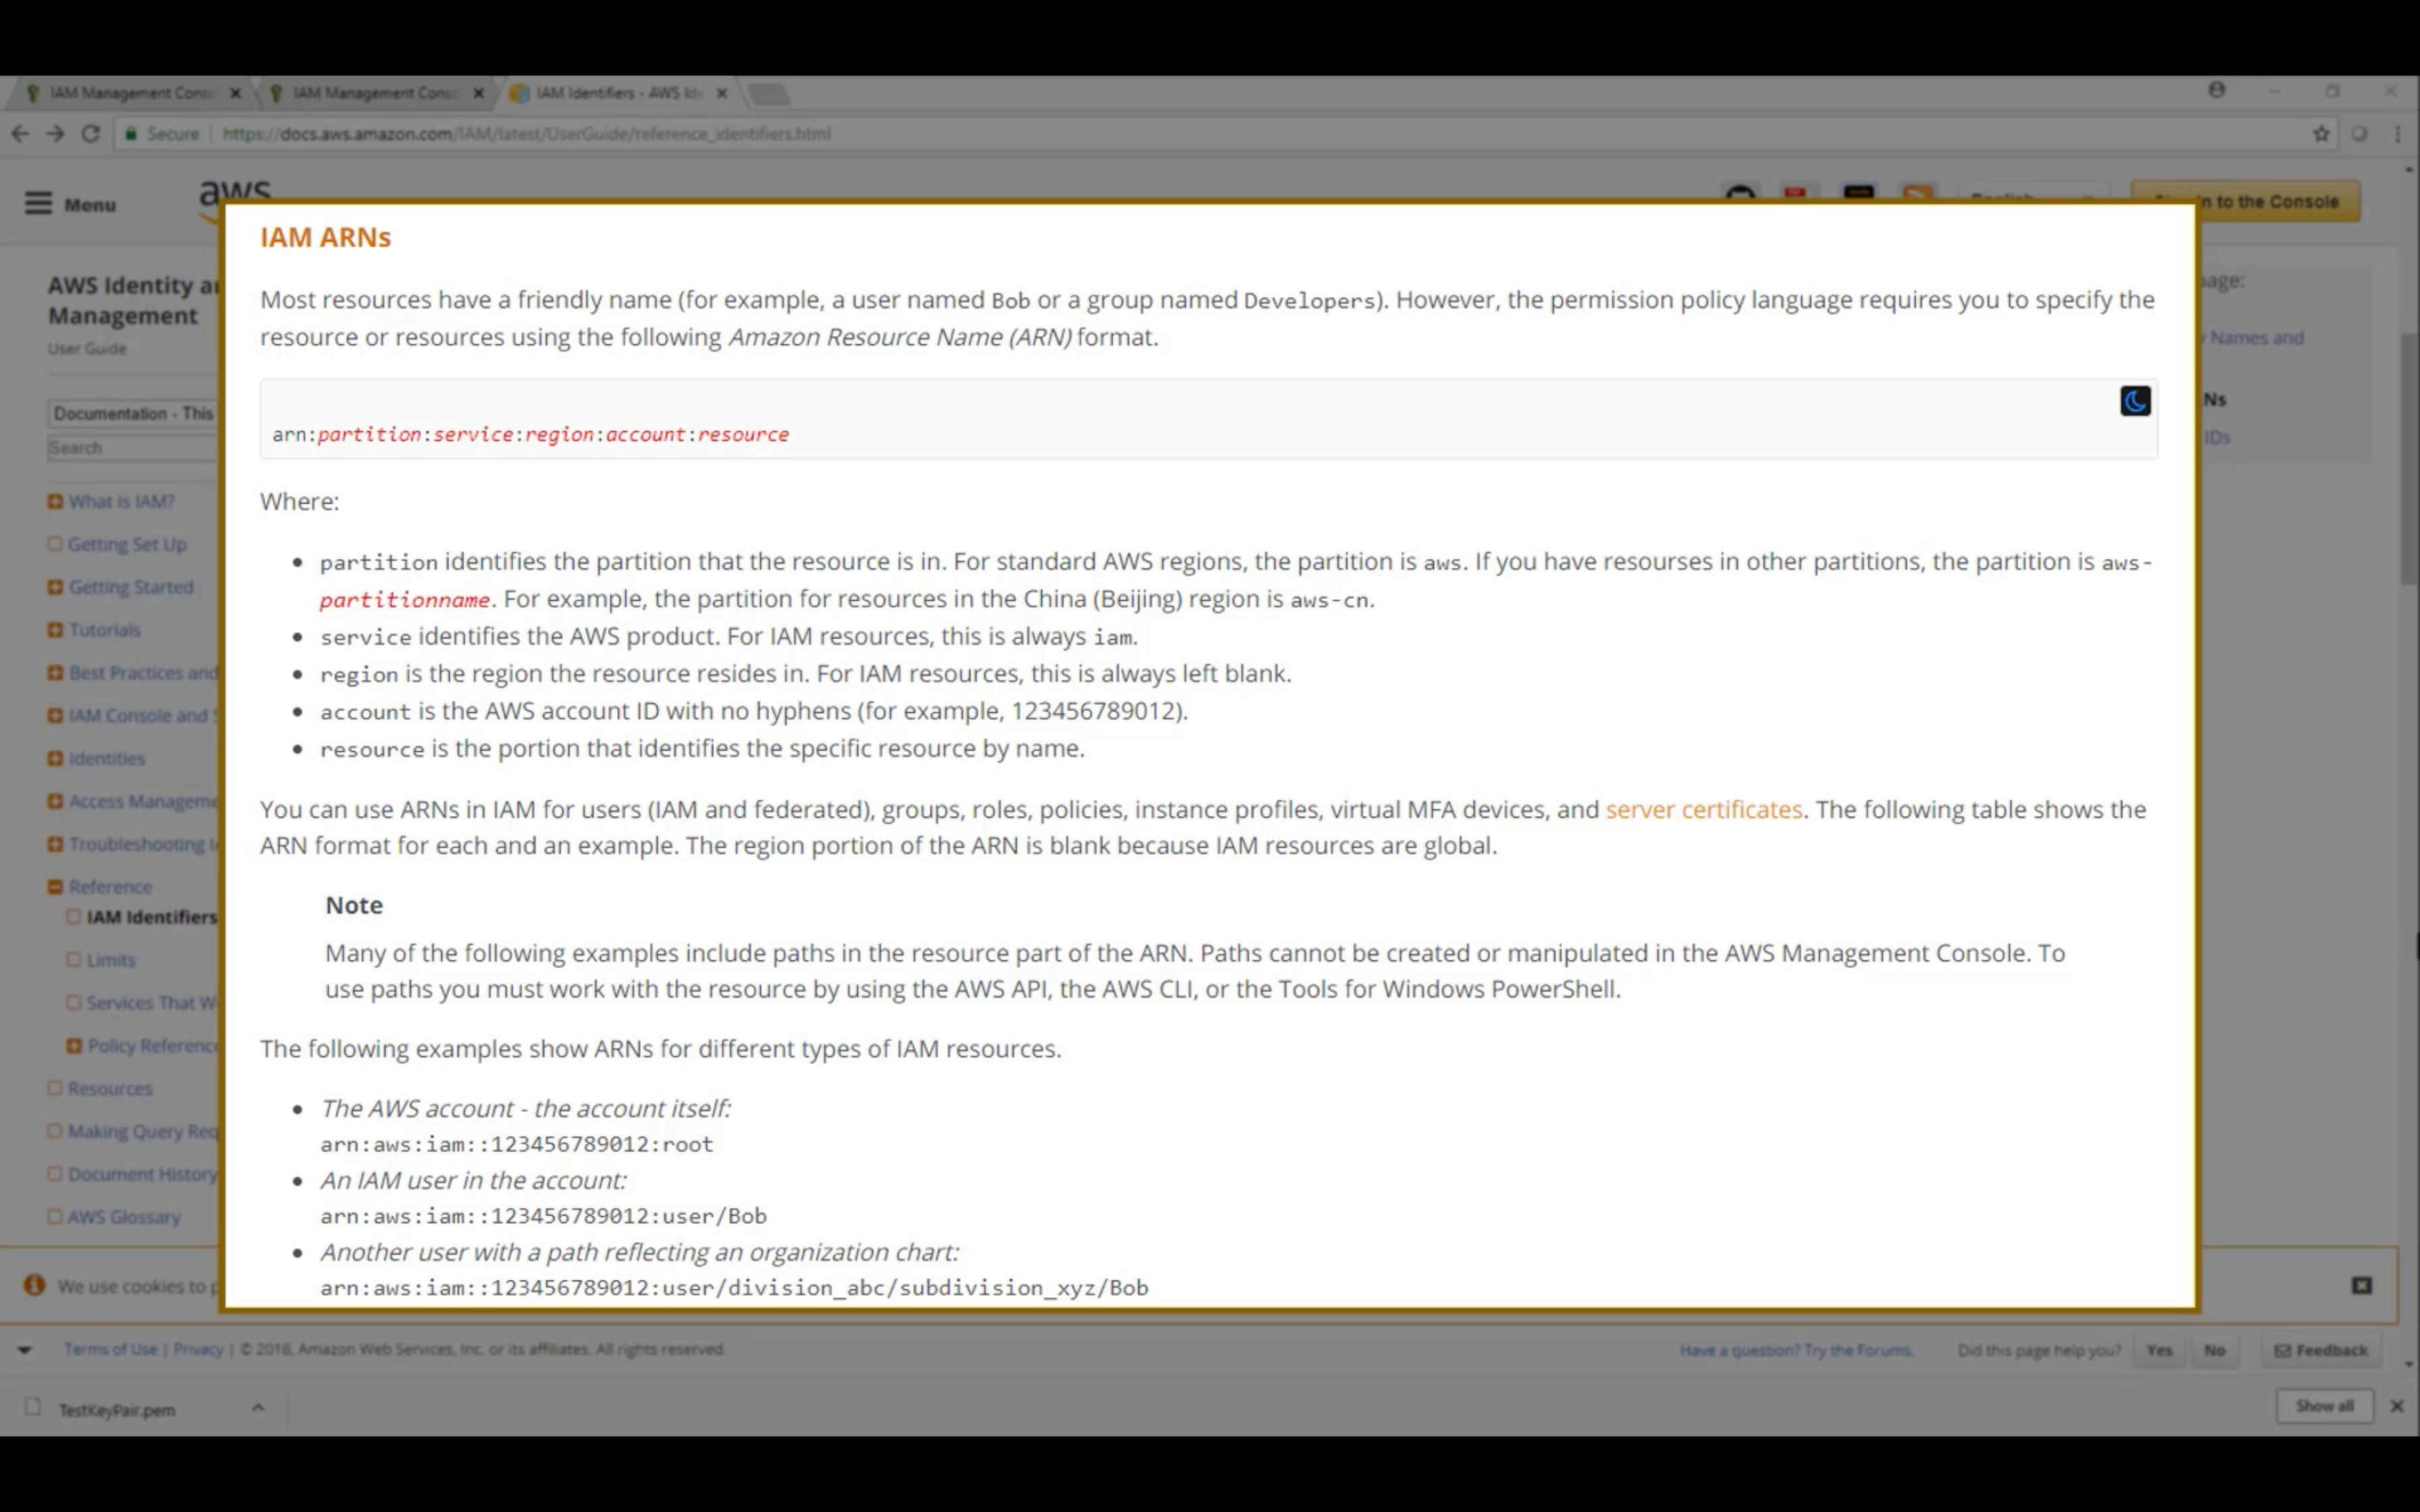 IAM Management Cons
IAM Management Cons
IAM Identifiers - AWS Ide
Secure | https://docs.aws.amazon.com/IAM/latest/UserGuide/reference_identifiers.html
Menu
aws
English
n to the Console
AWS Identity a
Management
User Guide
Documentation - This
Search
What is IAM?
Getting Set Up
Getting Started
Tutorials
Best Practices and
IAM Console and S
Identities
Access Manageme
Troubleshooting I
Reference
IAM Identifiers
Limits
Services That W
Policy Reference
Resources
Making Query Req
Document History
AWS Glossary
IAM ARNs
Most resources have a friendly name (for example, a user named Bob or a group named Developers). However, the permission policy language requires you to specify the
resource or resources using the following Amazon Resource Name (ARN) format.
arn:partition:service:region:account:resource
Where:
• partition identifies the partition that the resource is in. For standard AWS regions, the partition is aws. If you have resourses in other partitions, the partition is aws-
partitionname. For example, the partition for resources in the China (Beijing) region is aws-cn.
• service identifies the AWS product. For IAM resources, this is always iam.
• region is the region the resource resides in. For IAM resources, this is always left blank.
• account is the AWS account ID with no hyphens (for example, 123456789012).
• resource is the portion that identifies the specific resource by name.
You can use ARNs in IAM for users (IAM and federated), groups, roles, policies, instance profiles, virtual MFA devices, and server certificates. The following table shows the
ARN format for each and an example. The region portion of the ARN is blank because IAM resources are global.
Note
Many of the following examples include paths in the resource part of the ARN. Paths cannot be created or manipulated in the AWS Management Console. To
use paths you must work with the resource by using the AWS API, the AWS CLI, or the Tools for Windows PowerShell.
The following examples show ARNs for different types of IAM resources.
• The AWS account - the account itself:
arn:aws:iam::123456789012:root
• An IAM user in the account:
arn:aws:iam::123456789012:user/Bob
• Another user with a path reflecting an organization chart:
arn:aws:iam::123456789012:user/division_abc/subdivision_xyz/Bob
page:
y Names and
Ns
IDs
We use cookies to p
Terms of Use | Privacy | © 2018, Amazon Web Services, Inc. or its affiliates. All rights reserved.
Have a question? Try the Forums.
Did this page help you?
Yes
No
Feedback
TestKeyPair.pem
Show all